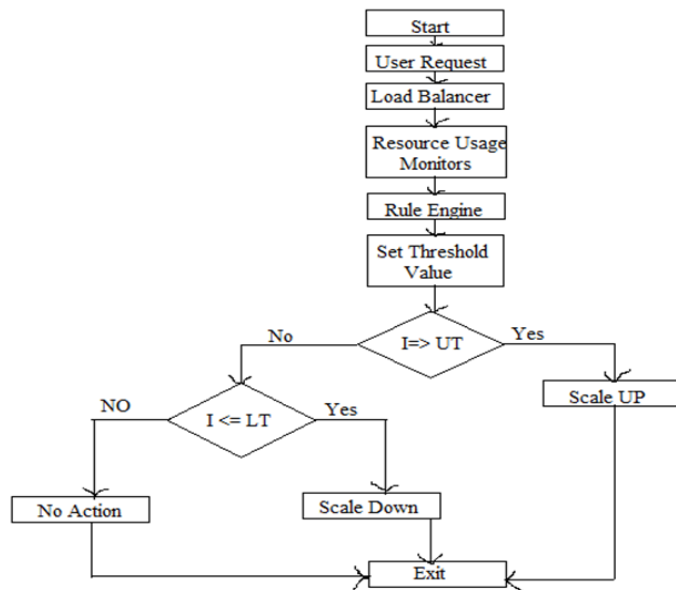 Start
User Request
Load Balancer
Resource Usage
Monitors
Rule Engine
Set Threshold
Value
I=> UT
No
Yes
Scale UP
I <= LT
NO
Yes
No Action
Scale Down
Exit